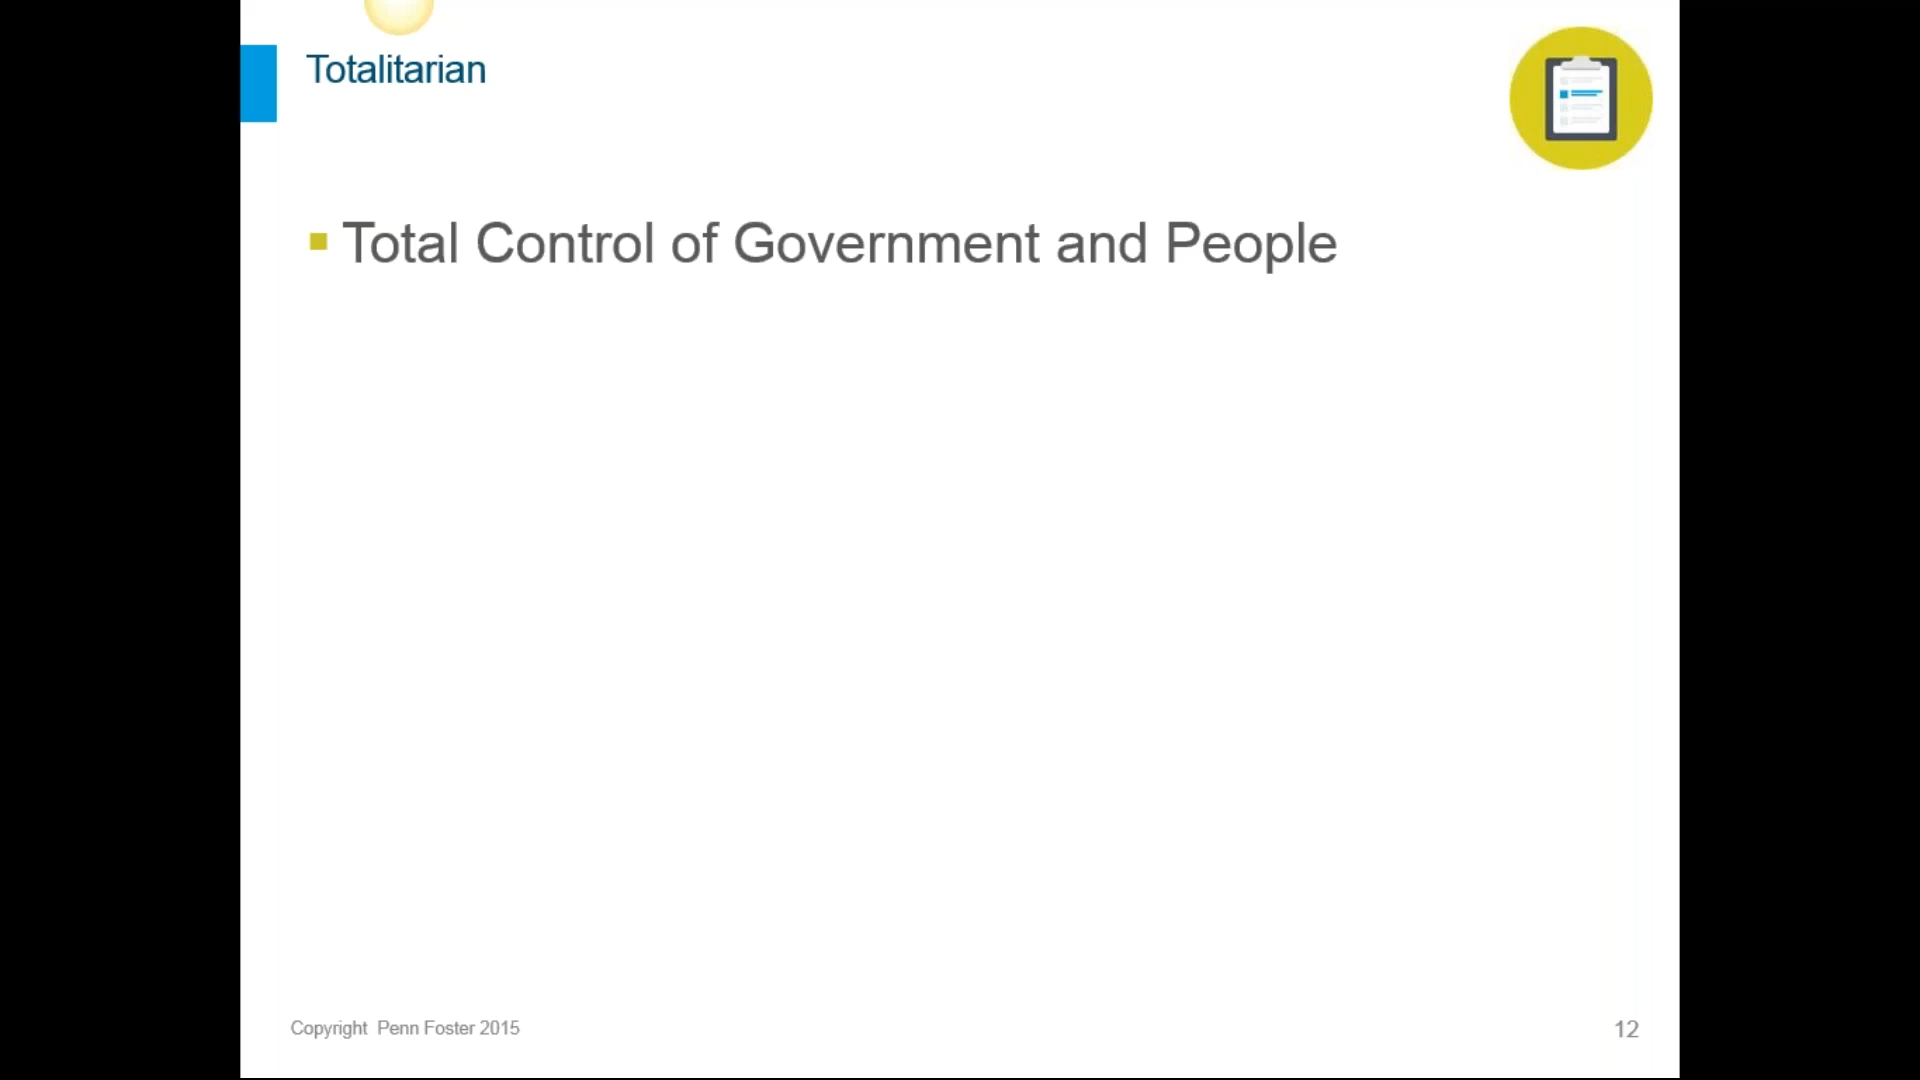 Totalitarian
Total Control of Government and People
Copyright Penn Foster 2015
12